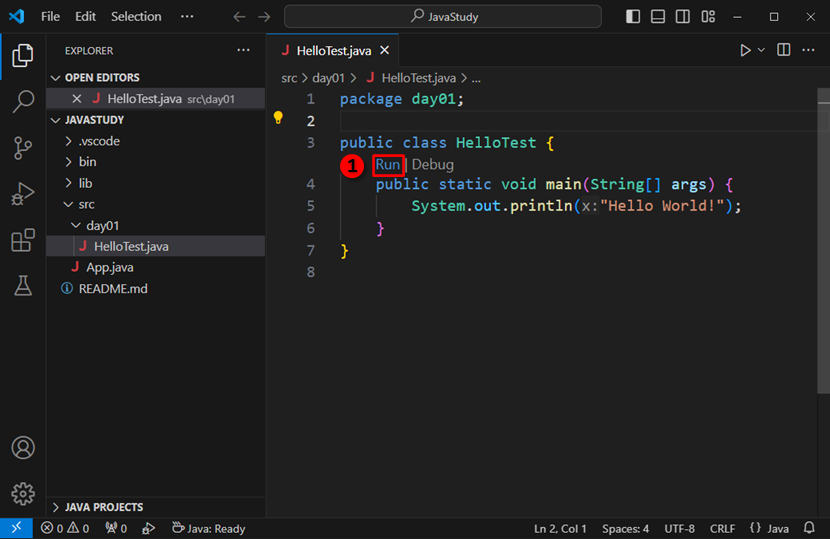 File Edit Selection ··· JavaStudy
EXPLORER ···
OPEN EDITORS
HelloTest.java src\day01
JAVASTUDY
.vscode
bin
lib
src
day01
HelloTest.java
App.java
README.md
JAVA PROJECTS
HelloTest.java
src > day01 > HelloTest.java > ...
1 package day01;
2
3 public class HelloTest {
1 Run | Debug
4 public static void main(String[] args) {
5 System.out.println(x:"Hello World!");
6 }
7 }
8
0 0 0 Java: Ready Ln 2, Col 1 Spaces: 4 UTF-8 CRLF {} Java